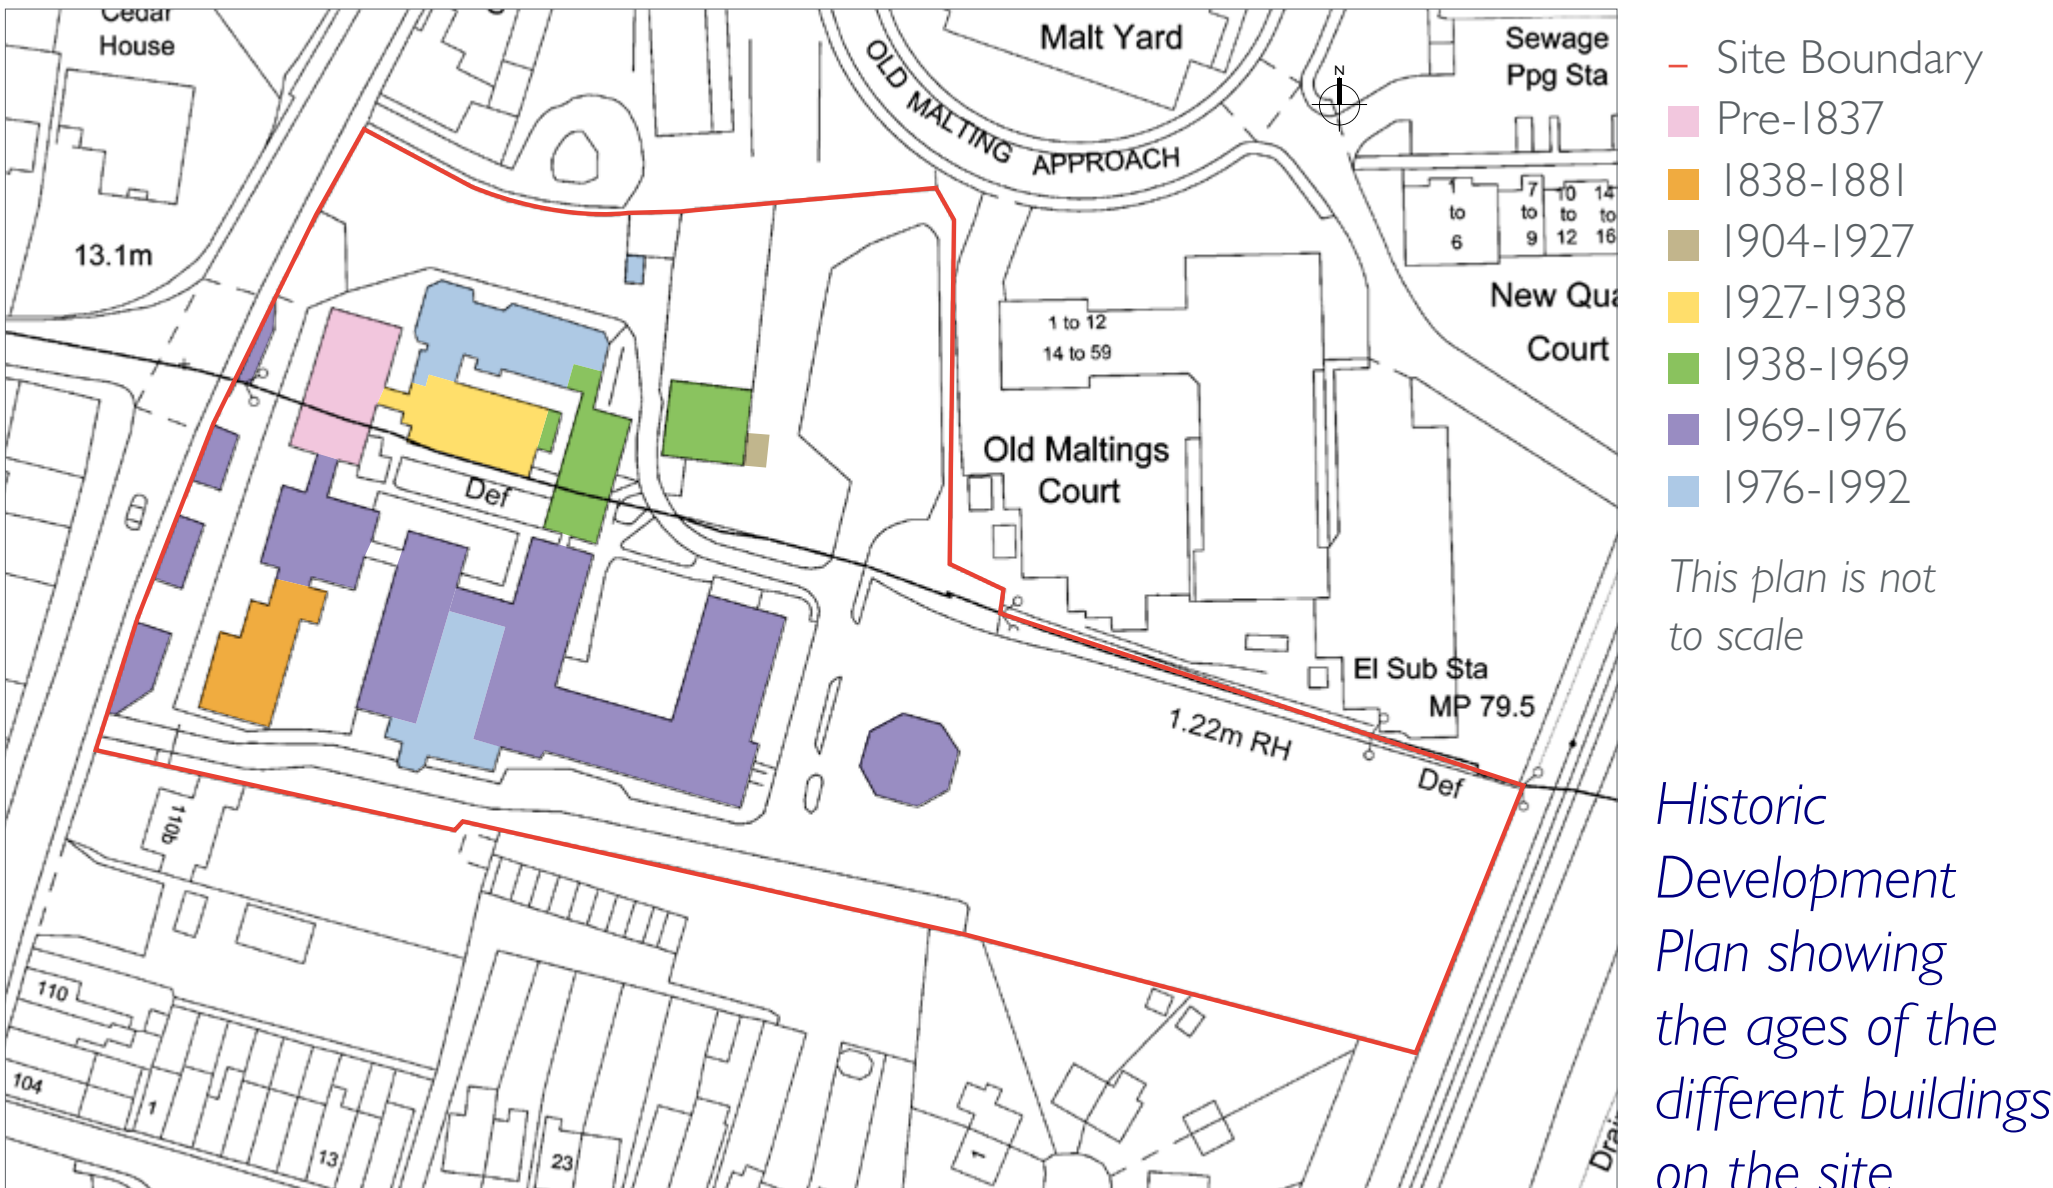 Cedar
House
Malt Yard
Sewage
Ppg Sta
N
OLD MALTING APPROACH
13.1m
1
to
6
7
to
9
10
to
12
14
to
16
New Qua
Court
1 to 12
14 to 59
Old Maltings
Court
Def
El Sub Sta
MP 79.5
1.22m RH
Def
110b
110
104
1
13
23
1
Drai
Site Boundary
Pre-1837
1838-1881
1904-1927
1927-1938
1938-1969
1969-1976
1976-1992
This plan is not
to scale
Historic
Development
Plan showing
the ages of the
different buildings
on the site